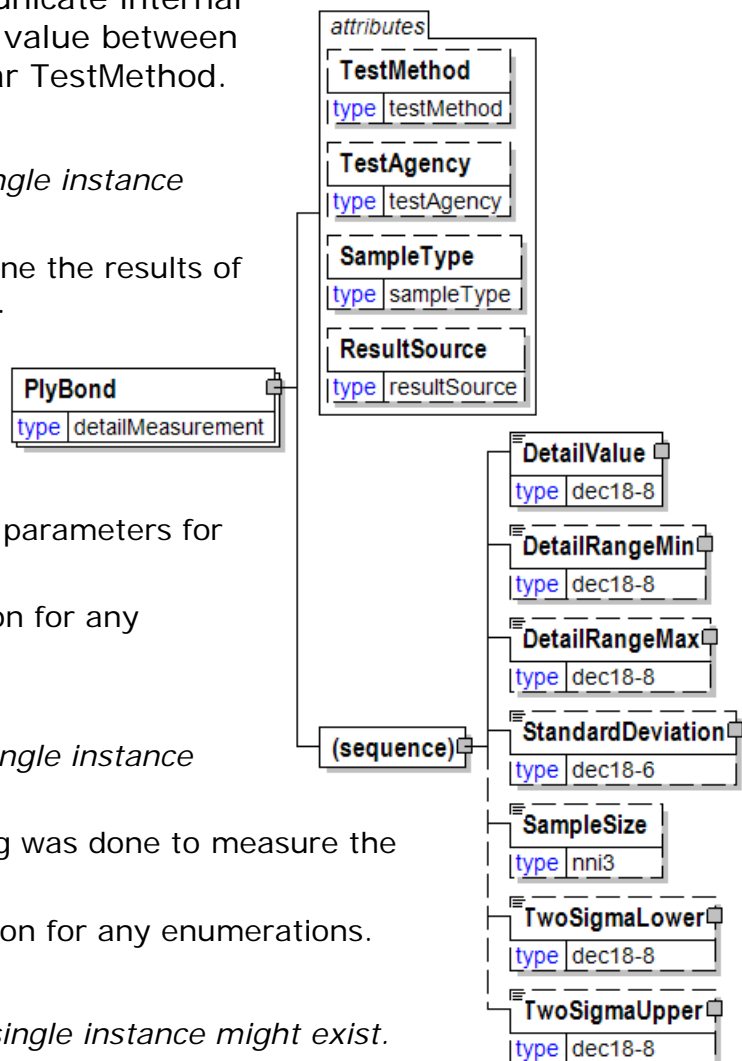 unicate internal
value between
ar TestMethod.
ngle instance
ne the results of
.
parameters for
on for any
ngle instance
g was done to measure the
on for any enumerations.
single instance might exist.
PlyBond
type detailMeasurement
attributes
TestMethod
type testMethod
TestAgency
type testAgency
SampleType
type sampleType
ResultSource
type resultSource
(sequence)
DetailValue
type dec18-8
DetailRangeMin
type dec18-8
DetailRangeMax
type dec18-8
StandardDeviation
type dec18-6
SampleSize
type nni3
TwoSigmaLower
type dec18-8
TwoSigmaUpper
type dec18-8